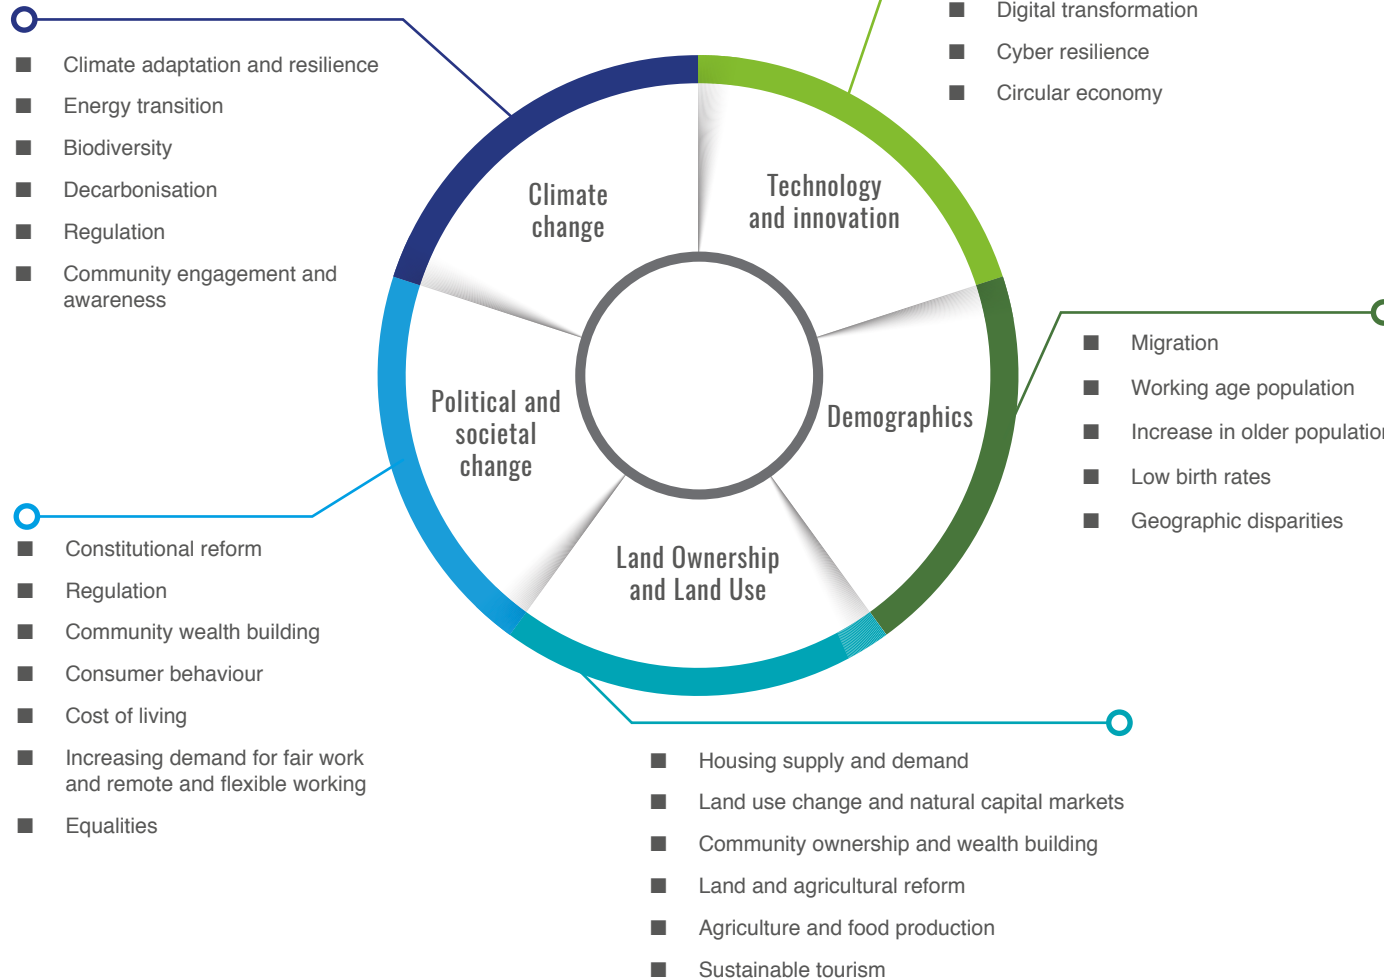 Climate adaptation and resilience
Energy transition
Biodiversity
Decarbonisation
Regulation
Community engagement and
awareness
Digital transformation
Cyber resilience
Circular economy
Climate
change
Technology
and innovation
Political and
societal
change
Demographics
Land Ownership
and Land Use
Migration
Working age population
Increase in older population
Low birth rates
Geographic disparities
Constitutional reform
Regulation
Community wealth building
Consumer behaviour
Cost of living
Increasing demand for fair work
and remote and flexible working
Equalities
Housing supply and demand
Land use change and natural capital markets
Community ownership and wealth building
Land and agricultural reform
Agriculture and food production
Sustainable tourism